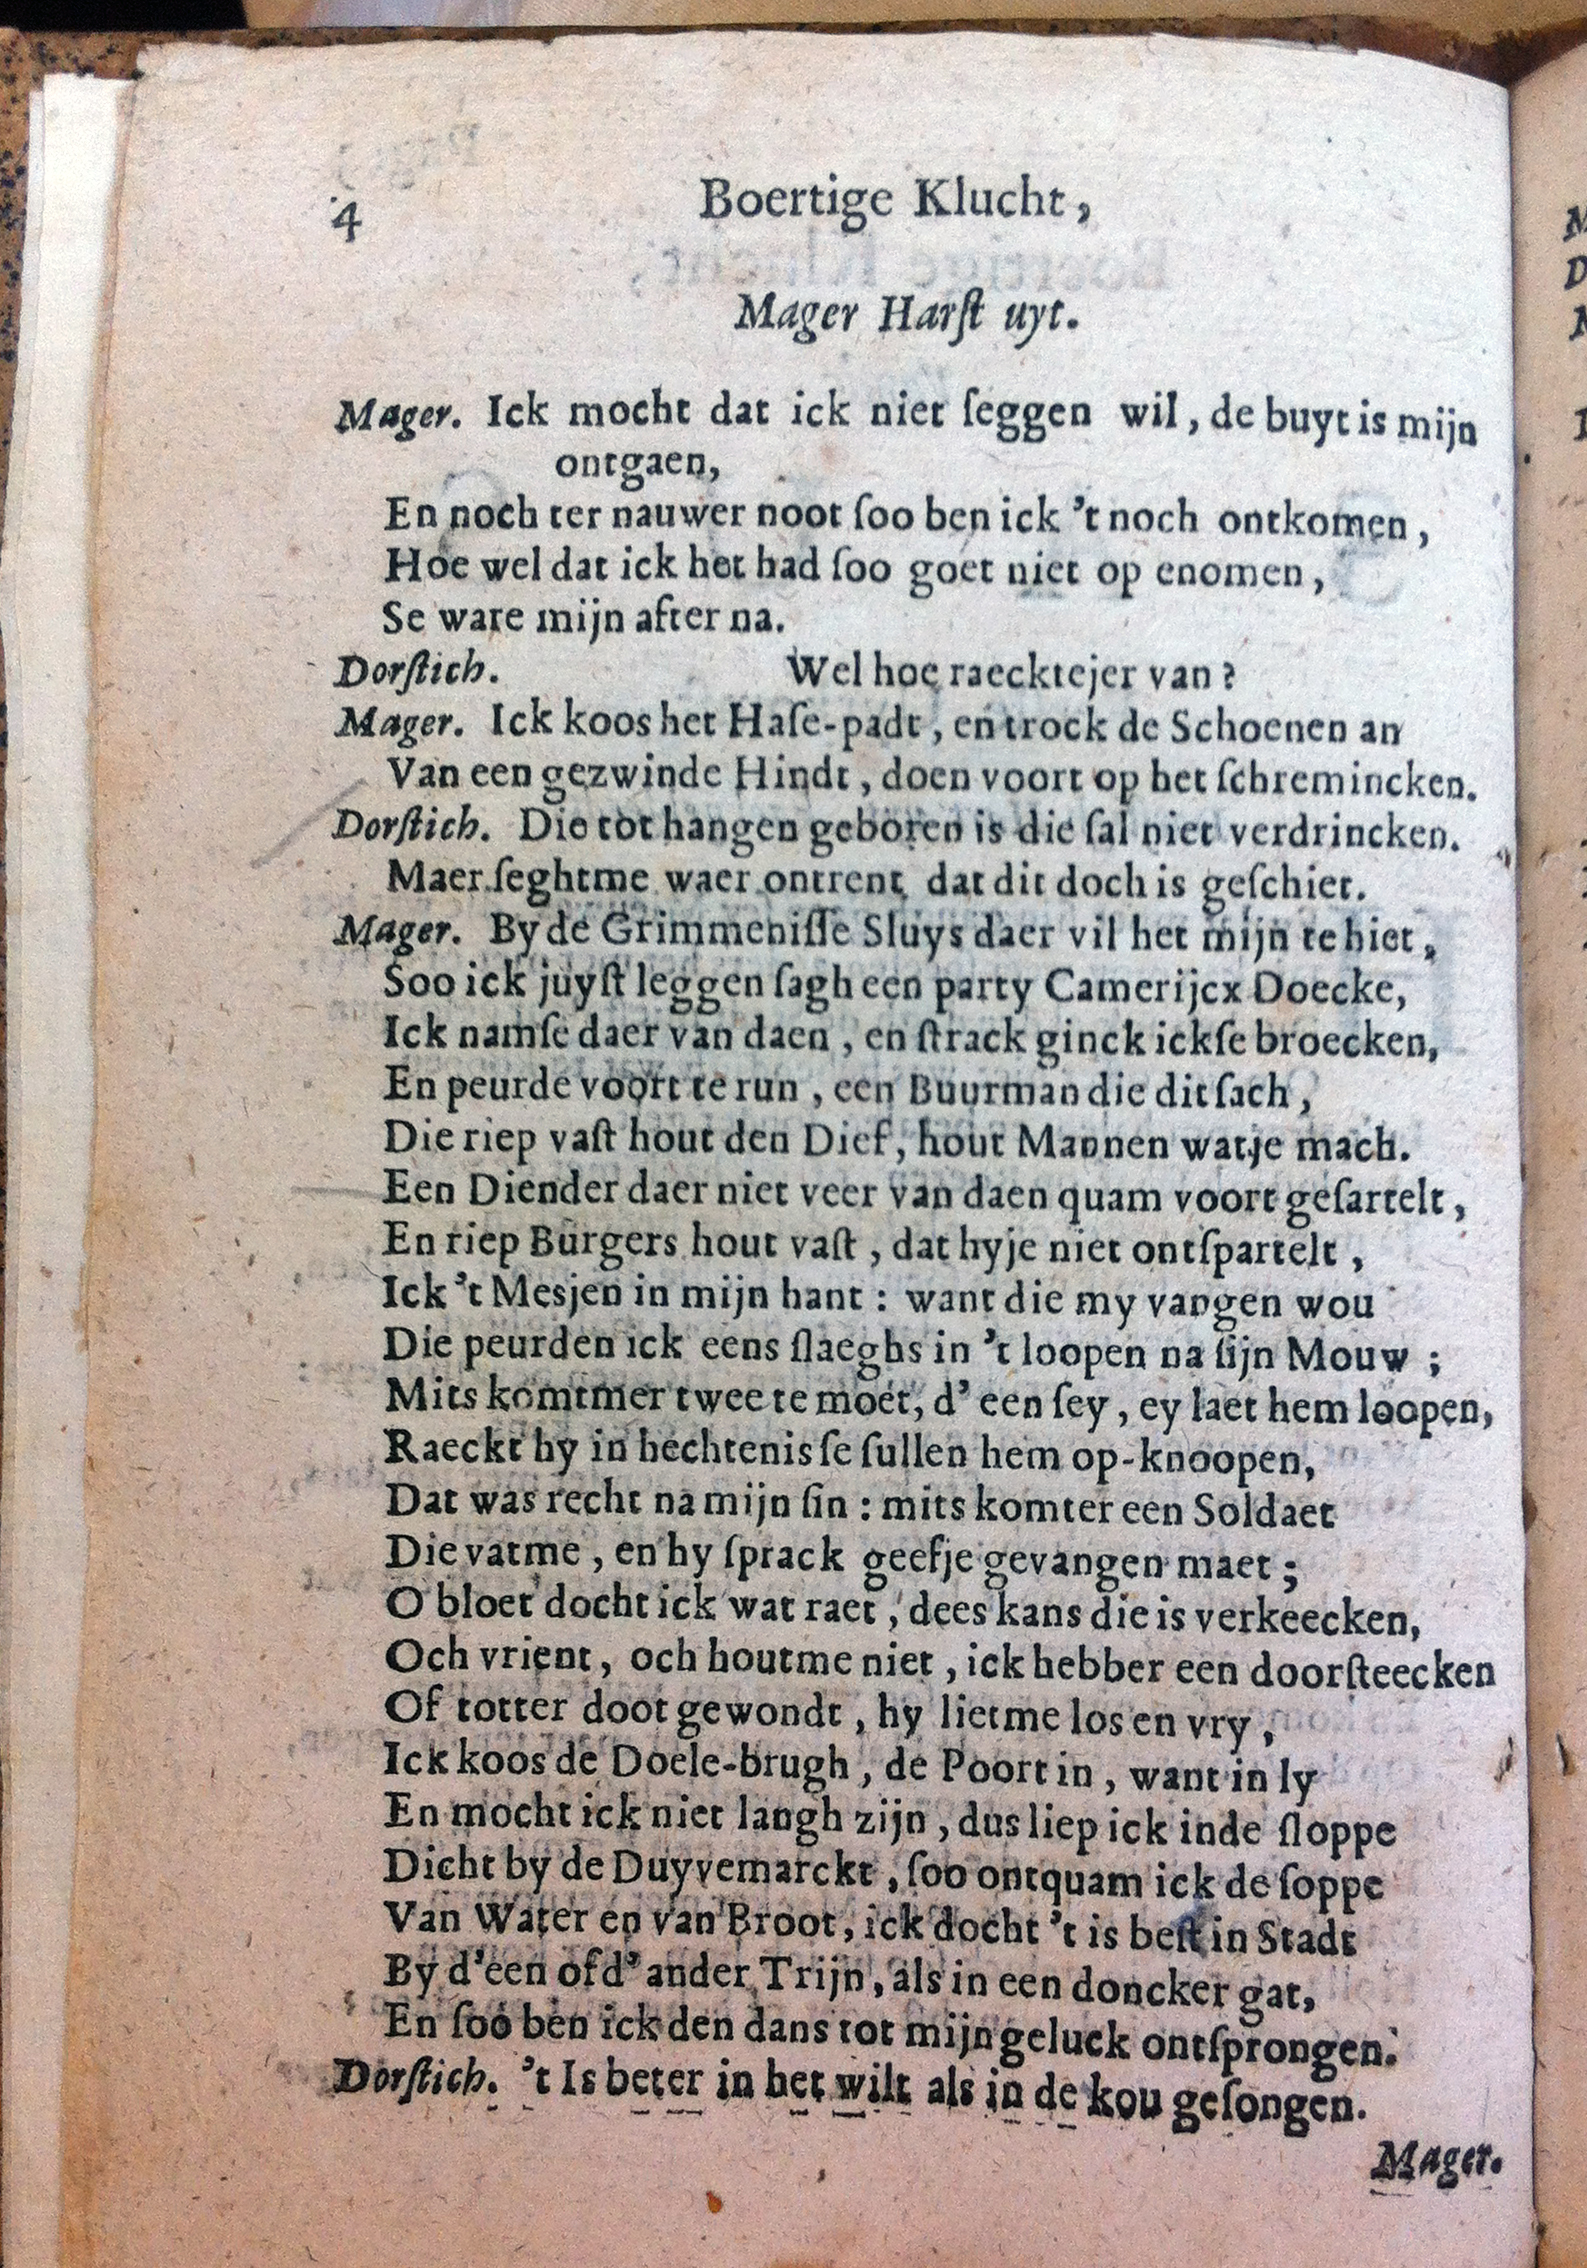 4 Boertige Klucht,
Mager Harſt uyt.
Mager. Ick mocht dat ick niet ſeggen wil, de buyt is mijn
ontgaen,
En noch ter nauwer noot ſoo ben ick 't noch ontkomen,
Hoe wel dat ick het had ſoo goet niet op enomen,
Se ware mijn after na.
Dorſtich. Wel hoe raecktejer van?
Mager. Ick koos het Haſe-padt, en trock de Schoenen an
Van een gezwinde Hindt, doen voort op het ſchremincken.
Dorſtich. Die tot hangen geboren is die ſal niet verdrincken.
Maer ſeghtme waer ontrent dat dit doch is geſchiet.
Mager. By de Grimmeniſſe Sluys daer vil het mijn te hiet,
Soo ick juyſt leggen ſagh een party Camerijcx Doecke,
Ick namſe daer van daen, en ſtrack ginck ickſe broecken,
En peurde voort te run, een Buurman die dit ſach,
Die riep vaſt hout den Dief, hout Mannen watje mach.
Een Diender daer niet veer van daen quam voort geſartelt,
En riep Burgers hout vaſt, dat hyje niet ontſpartelt,
Ick 't Mesjen in mijn hant: want die my vangen wou
Die peurden ick eens ſlaeghs in 't loopen na ſijn Mouw;
Mits komtmer twee te moet, d' een ſey, ey laet hem loopen,
Raeckt hy in hechtenis ſe ſullen hem op-knoopen,
Dat was recht na mijn ſin: mits komter een Soldaet
Die vatme, en hy ſprack geefje gevangen maet;
O bloet docht ick wat raet, dees kans die is verkeecken,
Och vrient, och houtme niet, ick hebber een doorſteecken
Of totter doot gewondt, hy lietme los en vry,
Ick koos de Doele-brugh, de Poort in, want in ly
En mocht ick niet langh zijn, dus liep ick inde ſloppe
Dicht by de Duyvemarckt, ſoo ontquam ick de ſoppe
Van Water en van Broot, ick docht 't is beſt in Stadt
By d'een of d' ander Trijn, als in een doncker gat,
En ſoo ben ick den dans tot mijn geluck ontſprongen.
Dorſtich. 't Is beter in het wilt als in de kou geſongen.
Mager.